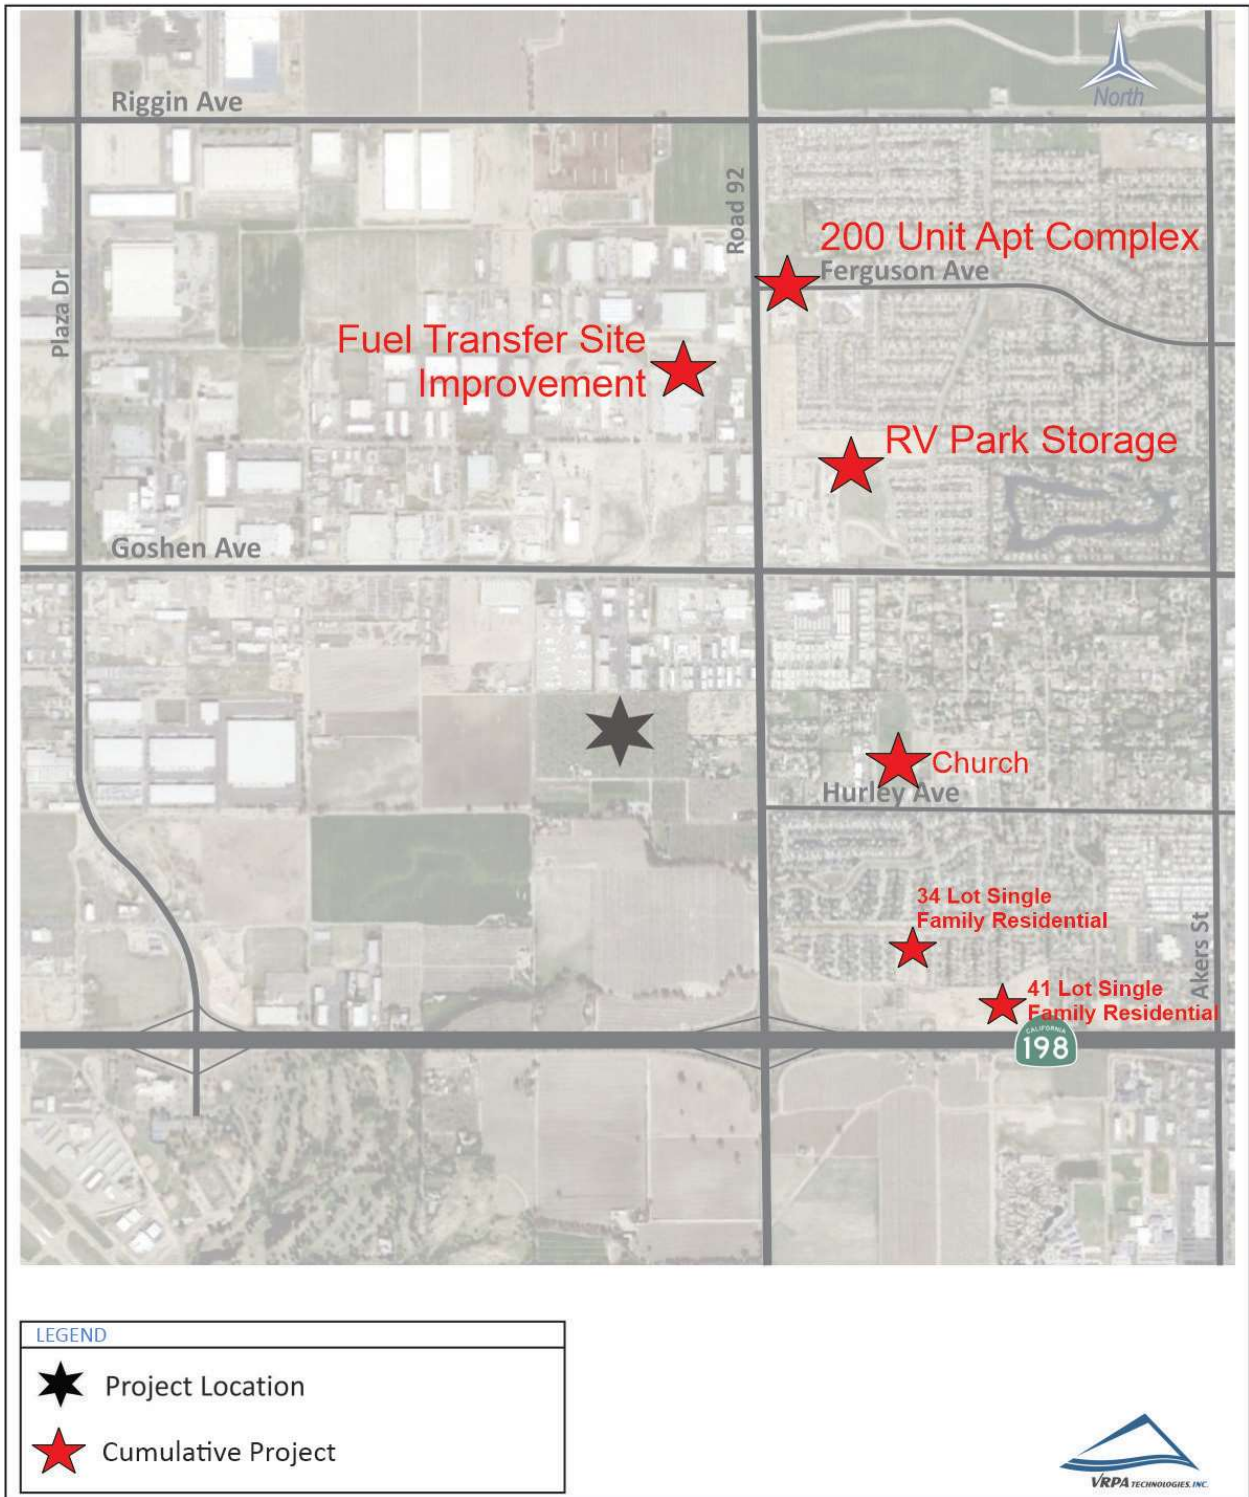 Riggin Ave
North
Road 92
200 Unit Apt Complex
Ferguson Ave
Plaza Dr
Fuel Transfer Site
Improvement
RV Park Storage
Goshen Ave
Church
Hurley Ave
34 Lot Single
Family Residential
Akers St
41 Lot Single
Family Residential
CALIFORNIA
198
LEGEND
Project Location
Cumulative Project
VRPA TECHNOLOGIES, INC.